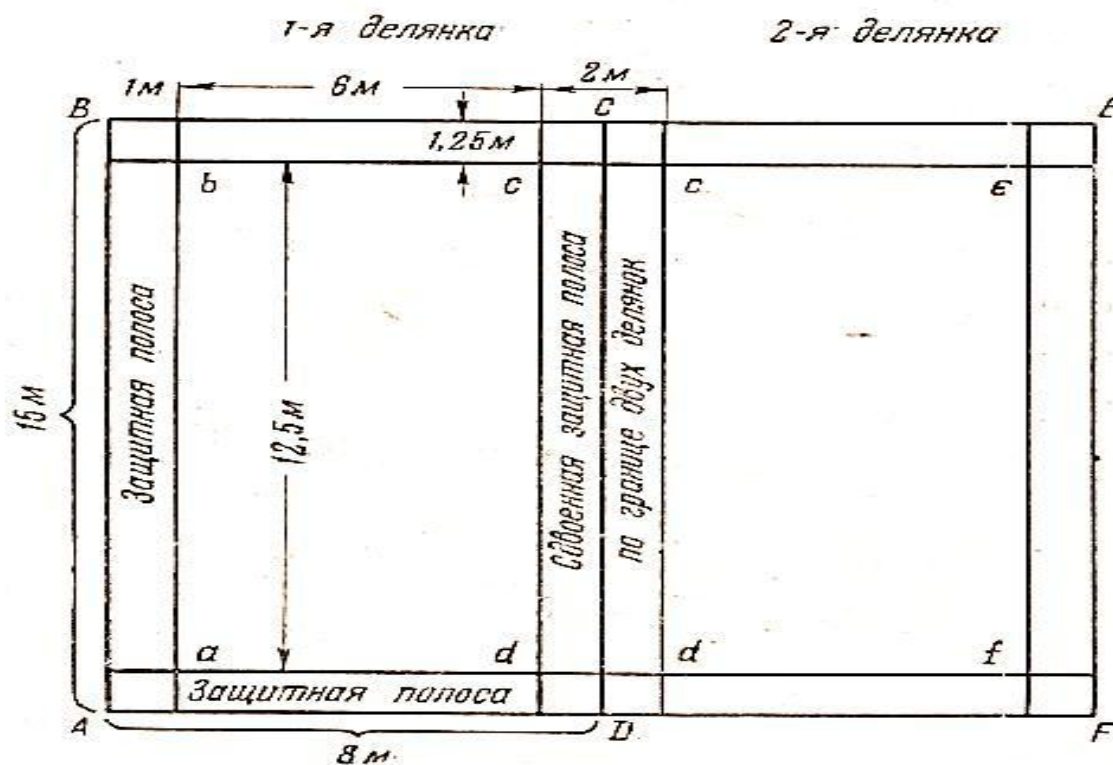 1-я делянка
2-я делянка
1м
6м
2м
B
C
E
1,25м
b
c
c
e
15м
Защитная полоса
12,5м
Сдвоенная защитная полоса
по границе двух делянок
a
d
d
f
Защитная полоса
A
D
F
8м